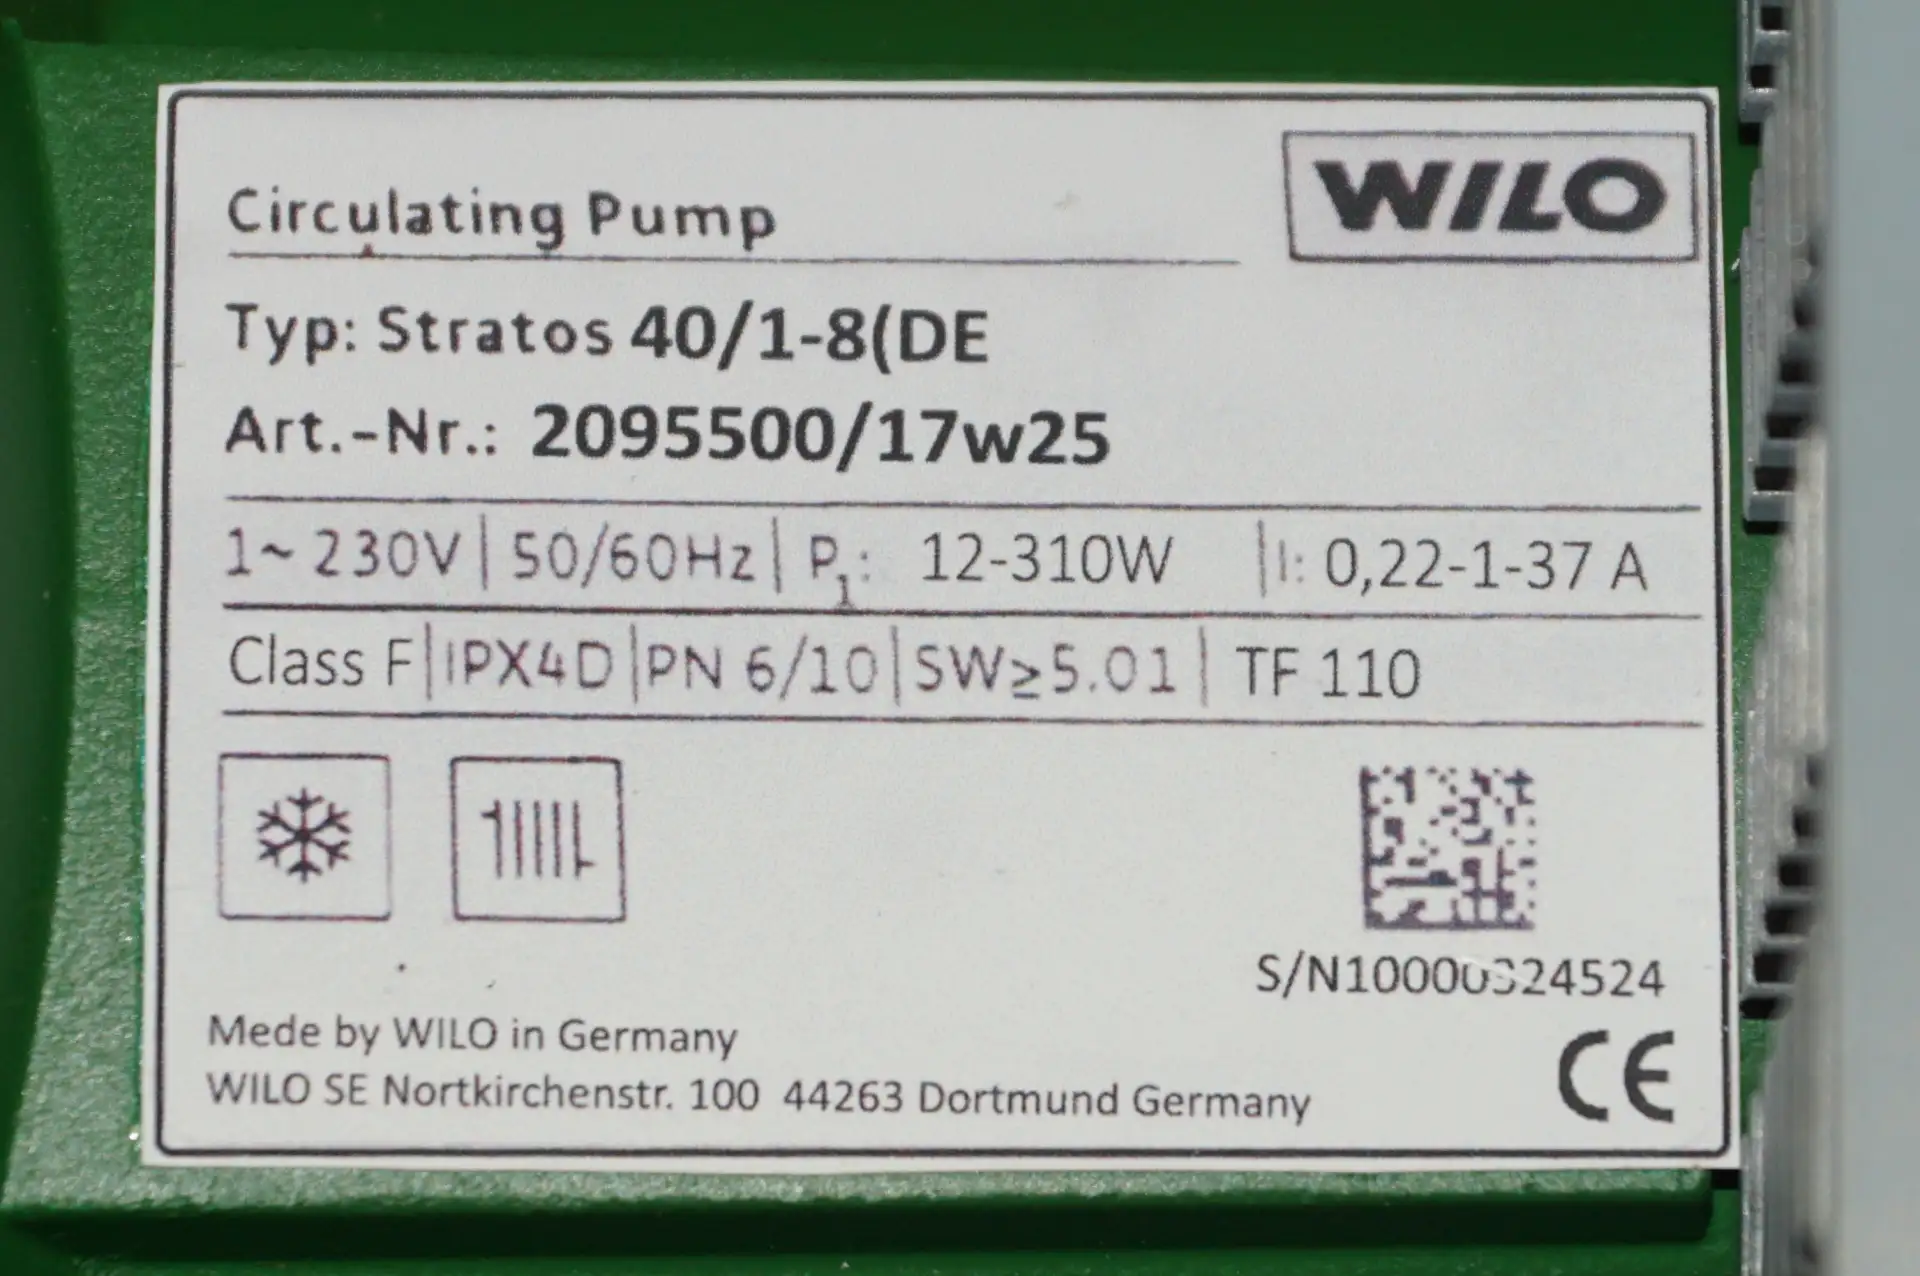 WILO
Circulating Pump
Typ: Stratos 40/1-8(DE
Art.-Nr.: 2095500/17w25
1~ 230V | 50/60Hz | P1: 12-310W | I: 0,22-1-37 A
Class F | IPX4D | PN 6/10 | SW≥5.01 | TF 110
S/N10000324524
Mede by WILO in Germany
WILO SE Nortkirchenstr. 100 44263 Dortmund Germany
CE